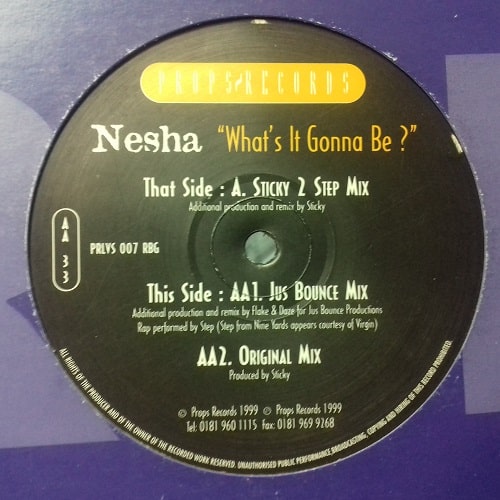 PROPS RECORDS
Nesha "What's It Gonna Be ?"
That Side : A. Sticky 2 Step Mix
Additional production and remix by Sticky
AA 33
PRLVS 007 RBG
This Side : AA1. Jus Bounce Mix
Additional production and remix by Flake & Daze for Jus Bounce Productions
Rap performed by Step (Step from Nine Yards appears courtesy of Virgin)
AA2. Original Mix
Produced by Sticky
© Props Records 1999 ℗ Props Records 1999
Tel: 0181 960 1115 Fax: 0181 969 9268
ALL RIGHTS OF THE PRODUCER AND OF THE OWNER OF THE RECORDED WORK RESERVED. UNAUTHORISED PUBLIC PERFORMANCE, BROADCASTING, COPYING AND HIRING OF THIS RECORD PROHIBITED.